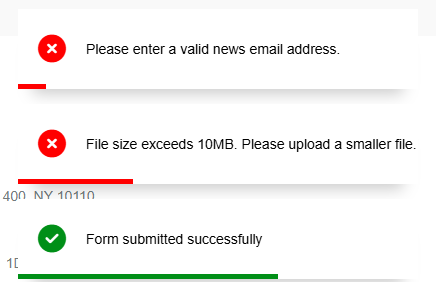 Please enter a valid news email address.
File size exceeds 10MB. Please upload a smaller file.
400, NY 10110
Form submitted successfully